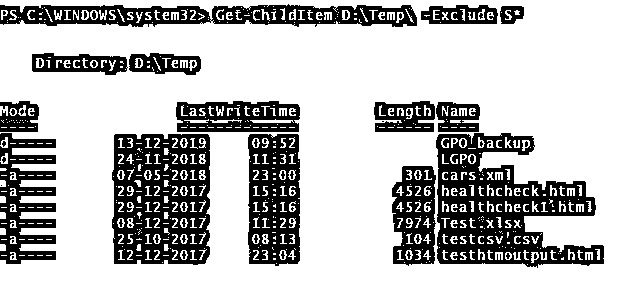 PS C:\WINDOWS\system32> Get-ChildItem D:\Temp\ -Exclude S*
Directory: D:\Temp
Mode LastWriteTime Length Name
---- ------------- ------ ----
d----- 13-12-2019 09:52 GPO_backup
d----- 24-11-2018 11:31 LGPO
-a---- 07-05-2018 23:00 301 cars.xml
-a---- 29-12-2017 15:16 4526 healthcheck.html
-a---- 29-12-2017 15:16 4526 healthcheck1.html
-a---- 08-12-2017 11:29 7974 Test.xlsx
-a---- 25-10-2017 08:13 104 testcsv.csv
-a---- 12-12-2017 23:04 1034 testhtmoutput.html